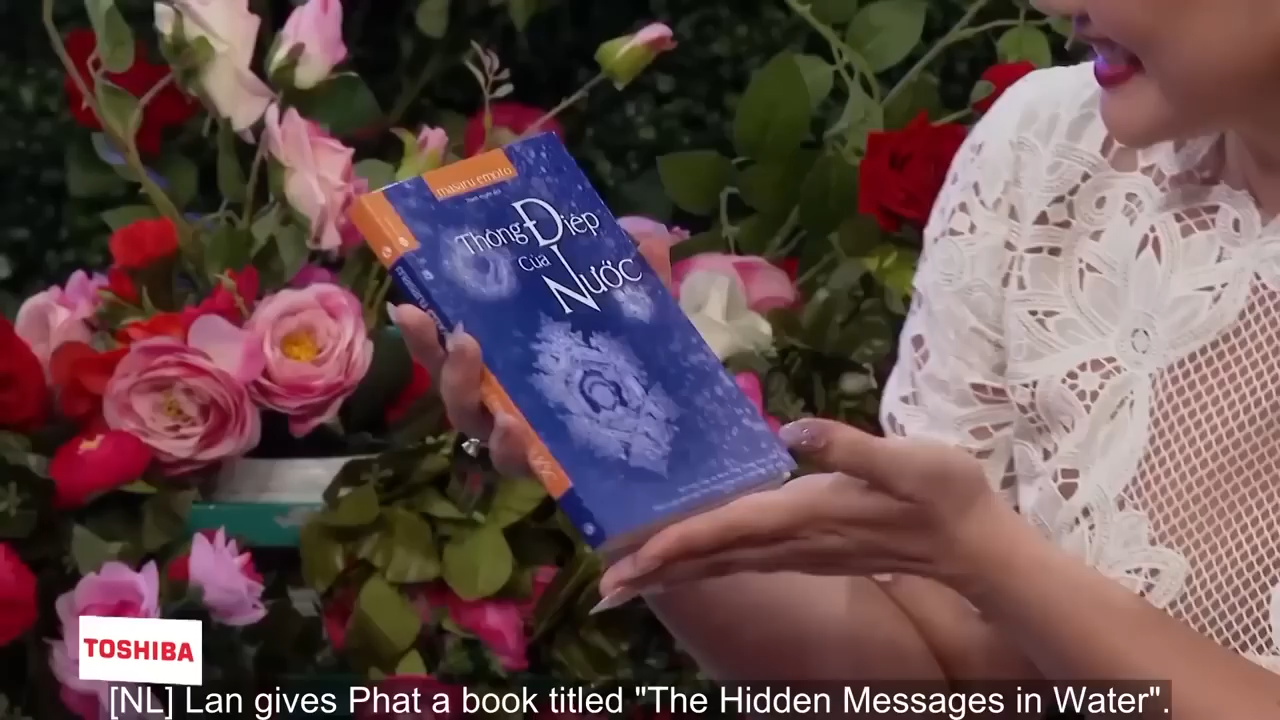 masaru emoto
Thông Điệp
Của
Nước
TOSHIBA
[NL] Lan gives Phat a book titled "The Hidden Messages in Water".